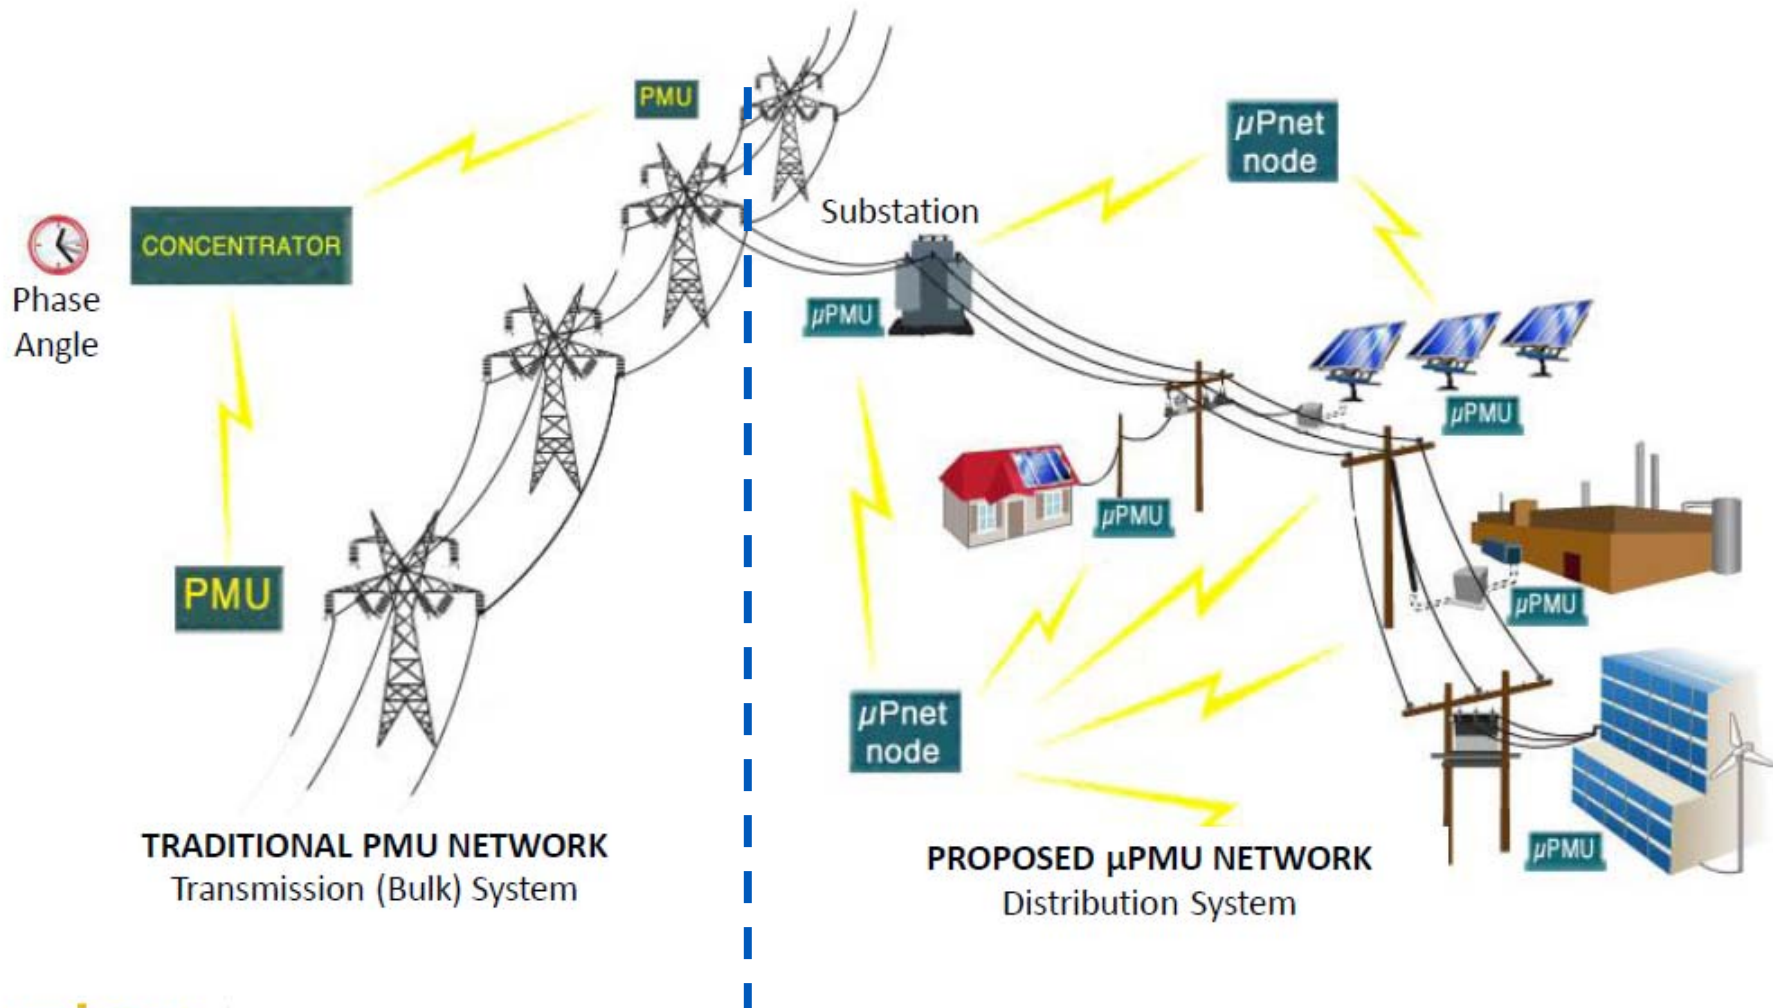 PMU
CONCENTRATOR
Phase
Angle
PMU
TRADITIONAL PMU NETWORK
Transmission (Bulk) System
µPnet
node
Substation
µPMU
µPMU
µPMU
µPMU
µPnet
node
µPMU
PROPOSED µPMU NETWORK
Distribution System